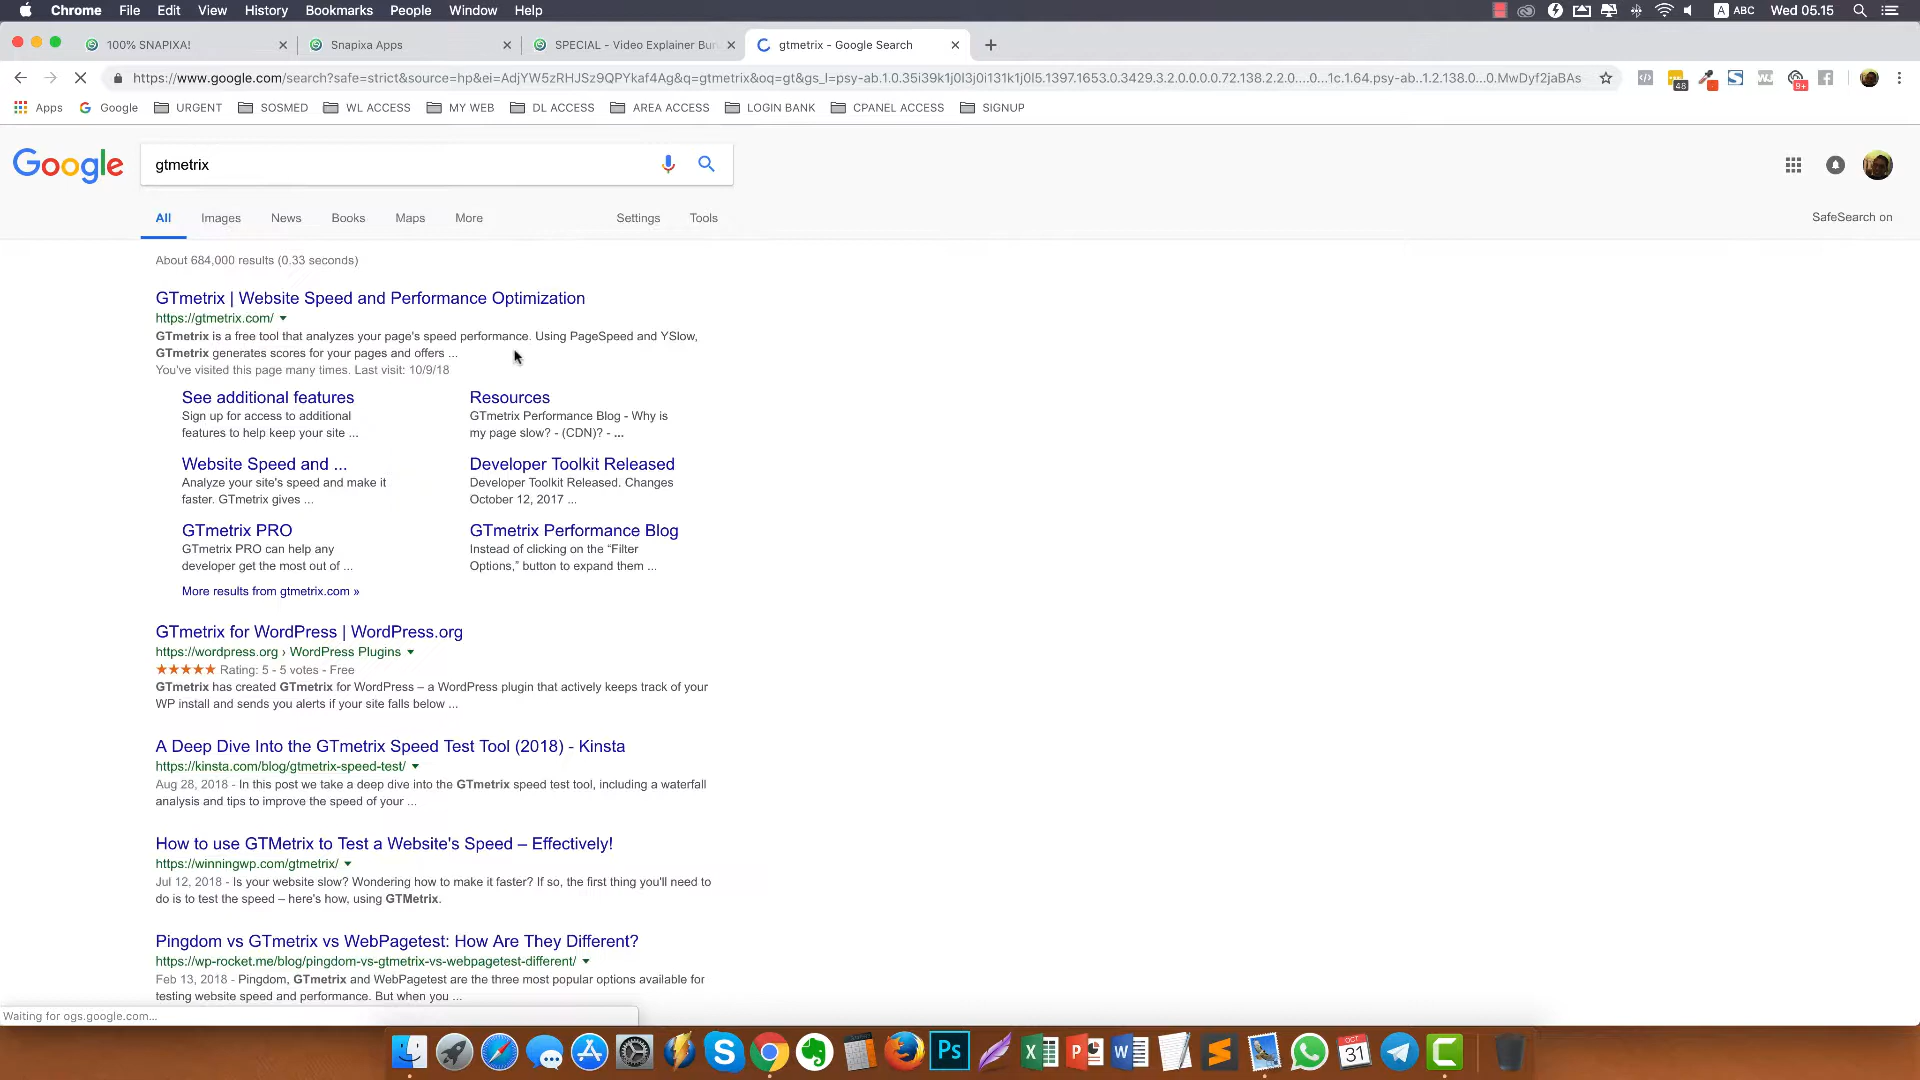 Chrome File Edit View History Bookmarks People Window Help
A ABC Wed 05.15
100% SNAPIXA!
Snapixa Apps
SPECIAL - Video Explainer Bun
gtmetrix - Google Search
https://www.google.com/search?safe=strict&source=hp&ei=AdjYW5zRHJSz9QPYkaf4Ag&q=gtmetrix&oq=gt&gs_l=psy-ab.1.0.35i39k1j0l3j0i131k1j0l5.1397.1653.0.3429.3.2.0.0.0.0.72.138.2.2.0....0...1c.1.64.psy-ab..1.2.138.0...0.MwDyf2jaBAs
48
9+
Apps Google URGENT SOSMED WL ACCESS MY WEB DL ACCESS AREA ACCESS LOGIN BANK CPANEL ACCESS SIGNUP
Google
gtmetrix
All Images News Books Maps More Settings Tools
SafeSearch on
About 684,000 results (0.33 seconds)
GTmetrix | Website Speed and Performance Optimization
https://gtmetrix.com/
GTmetrix is a free tool that analyzes your page's speed performance. Using PageSpeed and YSlow,
GTmetrix generates scores for your pages and offers ...
You've visited this page many times. Last visit: 10/9/18
See additional features
Sign up for access to additional
features to help keep your site ...
Resources
GTmetrix Performance Blog - Why is
my page slow? - (CDN)? - ...
Website Speed and ...
Analyze your site's speed and make it
faster. GTmetrix gives ...
Developer Toolkit Released
Developer Toolkit Released. Changes
October 12, 2017 ...
GTmetrix PRO
GTmetrix PRO can help any
developer get the most out of ...
GTmetrix Performance Blog
Instead of clicking on the “Filter
Options,” button to expand them ...
More results from gtmetrix.com »
GTmetrix for WordPress | WordPress.org
https://wordpress.org › WordPress Plugins
★★★★★ Rating: 5 - 5 votes - Free
GTmetrix has created GTmetrix for WordPress – a WordPress plugin that actively keeps track of your
WP install and sends you alerts if your site falls below ...
A Deep Dive Into the GTmetrix Speed Test Tool (2018) - Kinsta
https://kinsta.com/blog/gtmetrix-speed-test/
Aug 28, 2018 - In this post we take a deep dive into the GTmetrix speed test tool, including a waterfall
analysis and tips to improve the speed of your ...
How to use GTMetrix to Test a Website's Speed – Effectively!
https://winningwp.com/gtmetrix/
Jul 12, 2018 - Is your website slow? Wondering how to make it faster? If so, the first thing you'll need to
do is to test the speed – here's how, using GTMetrix.
Pingdom vs GTmetrix vs WebPagetest: How Are They Different?
https://wp-rocket.me/blog/pingdom-vs-gtmetrix-vs-webpagetest-different/
Feb 13, 2018 - Pingdom, GTmetrix and WebPagetest are the three most popular options available for
testing website speed and performance. But when you ...
Waiting for ogs.google.com...
Ps
OCT
31